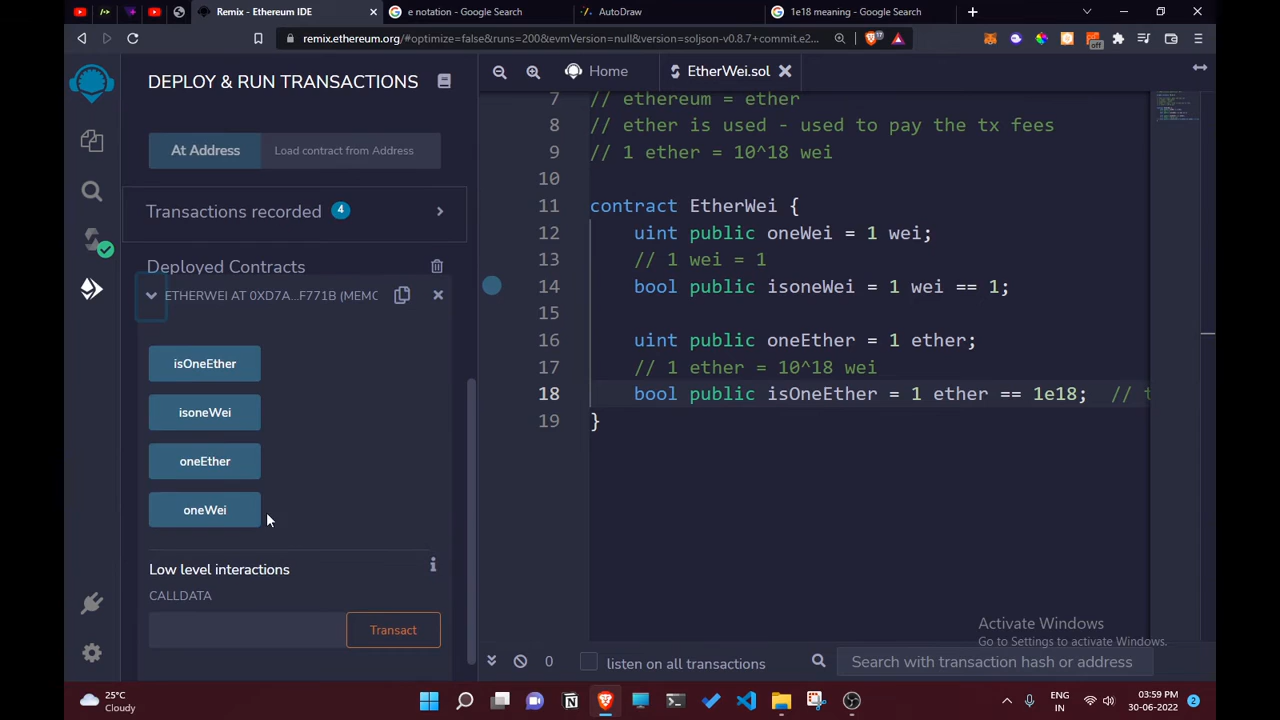 Remix - Ethereum IDE
e notation - Google Search
AutoDraw
1e18 meaning - Google Search
remix.ethereum.org/#optimize=false&runs=200&evmVersion=null&version=soljson-v0.8.7+commit.e2...
17
off
DEPLOY & RUN TRANSACTIONS
Home
EtherWei.sol
At Address
Load contract from Address
Transactions recorded 4
Deployed Contracts
ETHERWEI AT 0XD7A...F771B (MEMO
isOneEther
isoneWei
oneEther
oneWei
Low level interactions
CALLDATA
Transact
7 // ethereum = ether
8 // ether is used - used to pay the tx fees
9 // 1 ether = 10^18 wei
10
11 contract EtherWei {
12 uint public oneWei = 1 wei;
13 // 1 wei = 1
14 bool public isoneWei = 1 wei == 1;
15
16 uint public oneEther = 1 ether;
17 // 1 ether = 10^18 wei
18 bool public isOneEther = 1 ether == 1e18; //
19 }
Activate Windows
Go to Settings to activate Windows.
0
listen on all transactions
Search with transaction hash or address
25°C
Cloudy
ENG
IN
03:59 PM
30-06-2022
2